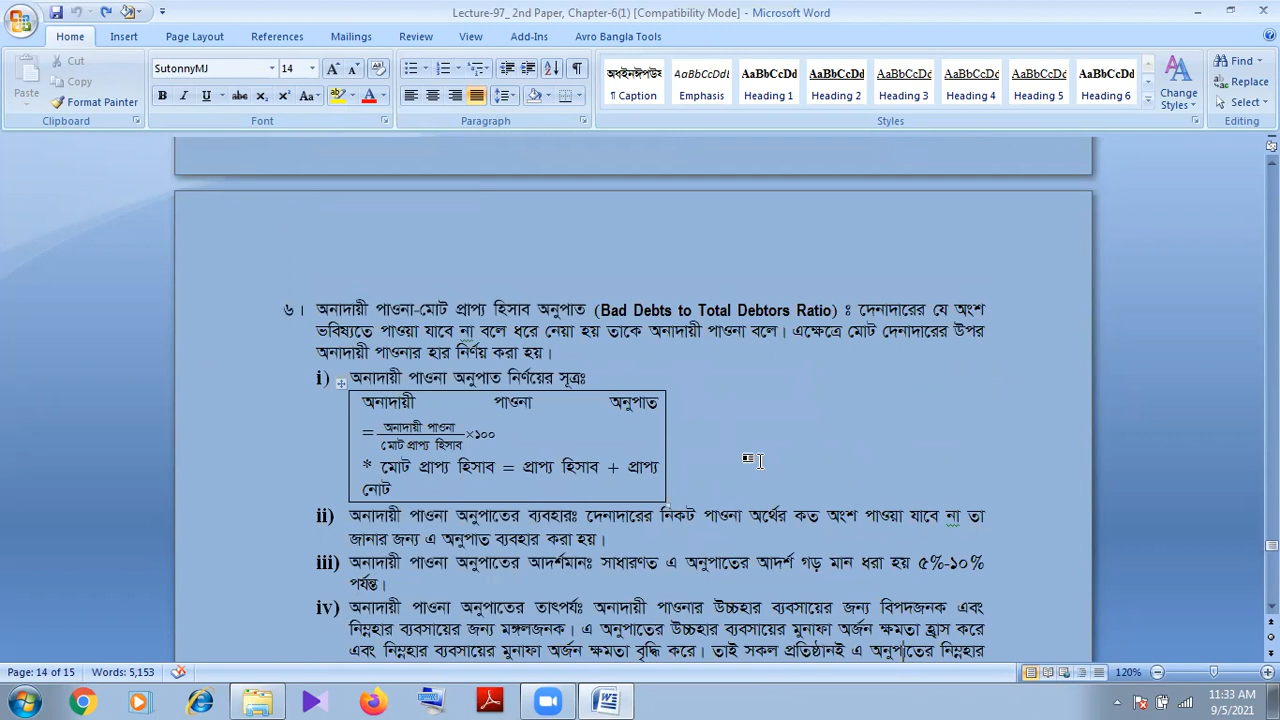 Lecture-97_ 2nd Paper, Chapter-6(1) [Compatibility Mode] - Microsoft Word
Home Insert Page Layout References Mailings Review View Add-Ins Avro Bangla Tools
Cut
Copy
Format Painter
Paste
Clipboard
SutonnyMJ 14
Font
Paragraph
AaBbCcDd AaBbCcDd AaBbCcDd AaBbCcDd AaBbCcDd AaBbCcDd AaBbCcDd
¶ Caption Emphasis Heading 1 Heading 2 Heading 3 Heading 4 Heading 5 Heading 6
Styles
Change Styles
Find
Replace
Select
Editing
৬। অনাদায়ী পাওনা-মোট প্রাপ্য হিসাব অনুপাত (Bad Debts to Total Debtors Ratio) ঃ দেনাদারের যে অংশ
ভবিষ্যতে পাওয়া যাবে না বলে ধরে নেয়া হয় তাকে অনাদায়ী পাওনা বলে। এক্ষেত্রে মোট দেনাদারের উপর
অনাদায়ী পাওনার হার নির্ণয় করা হয়।
i) অনাদায়ী পাওনা অনুপাত নির্ণয়ের সূত্রঃ
অনাদায়ী পাওনা অনুপাত
= অনাদায়ী পাওনা / মোট প্রাপ্য হিসাব ×১০০
* মোট প্রাপ্য হিসাব = প্রাপ্য হিসাব + প্রাপ্য
নোট
ii) অনাদায়ী পাওনা অনুপাতের ব্যবহারঃ দেনাদারের নিকট পাওনা অর্থের কত অংশ পাওয়া যাবে না তা
জানার জন্য এ অনুপাত ব্যবহার করা হয়।
iii) অনাদায়ী পাওনা অনুপাতের আদর্শমানঃ সাধারণত এ অনুপাতের আদর্শ গড় মান ধরা হয় ৫%-১০%
পর্যন্ত।
iv) অনাদায়ী পাওনা অনুপাতের তাৎপর্যঃ অনাদায়ী পাওনার উচ্চহার ব্যবসায়ের জন্য বিপদজনক এবং
নিম্নহার ব্যবসায়ের জন্য মঙ্গলজনক। এ অনুপাতের উচ্চহার ব্যবসায়ের মুনাফা অর্জন ক্ষমতা হ্রাস করে
এবং নিম্নহার ব্যবসায়ের মুনাফা অর্জন ক্ষমতা বৃদ্ধি করে। তাই সকল প্রতিষ্ঠানই এ অনুপাতের নিম্নহার
Page: 14 of 15 Words: 5,153 120%
11:33 AM
9/5/2021